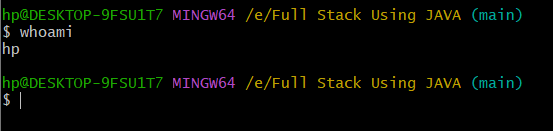 hp@DESKTOP-9FSU1T7 MINGW64 /e/Full Stack Using JAVA (main)
$ whoami
hp
hp@DESKTOP-9FSU1T7 MINGW64 /e/Full Stack Using JAVA (main)
$